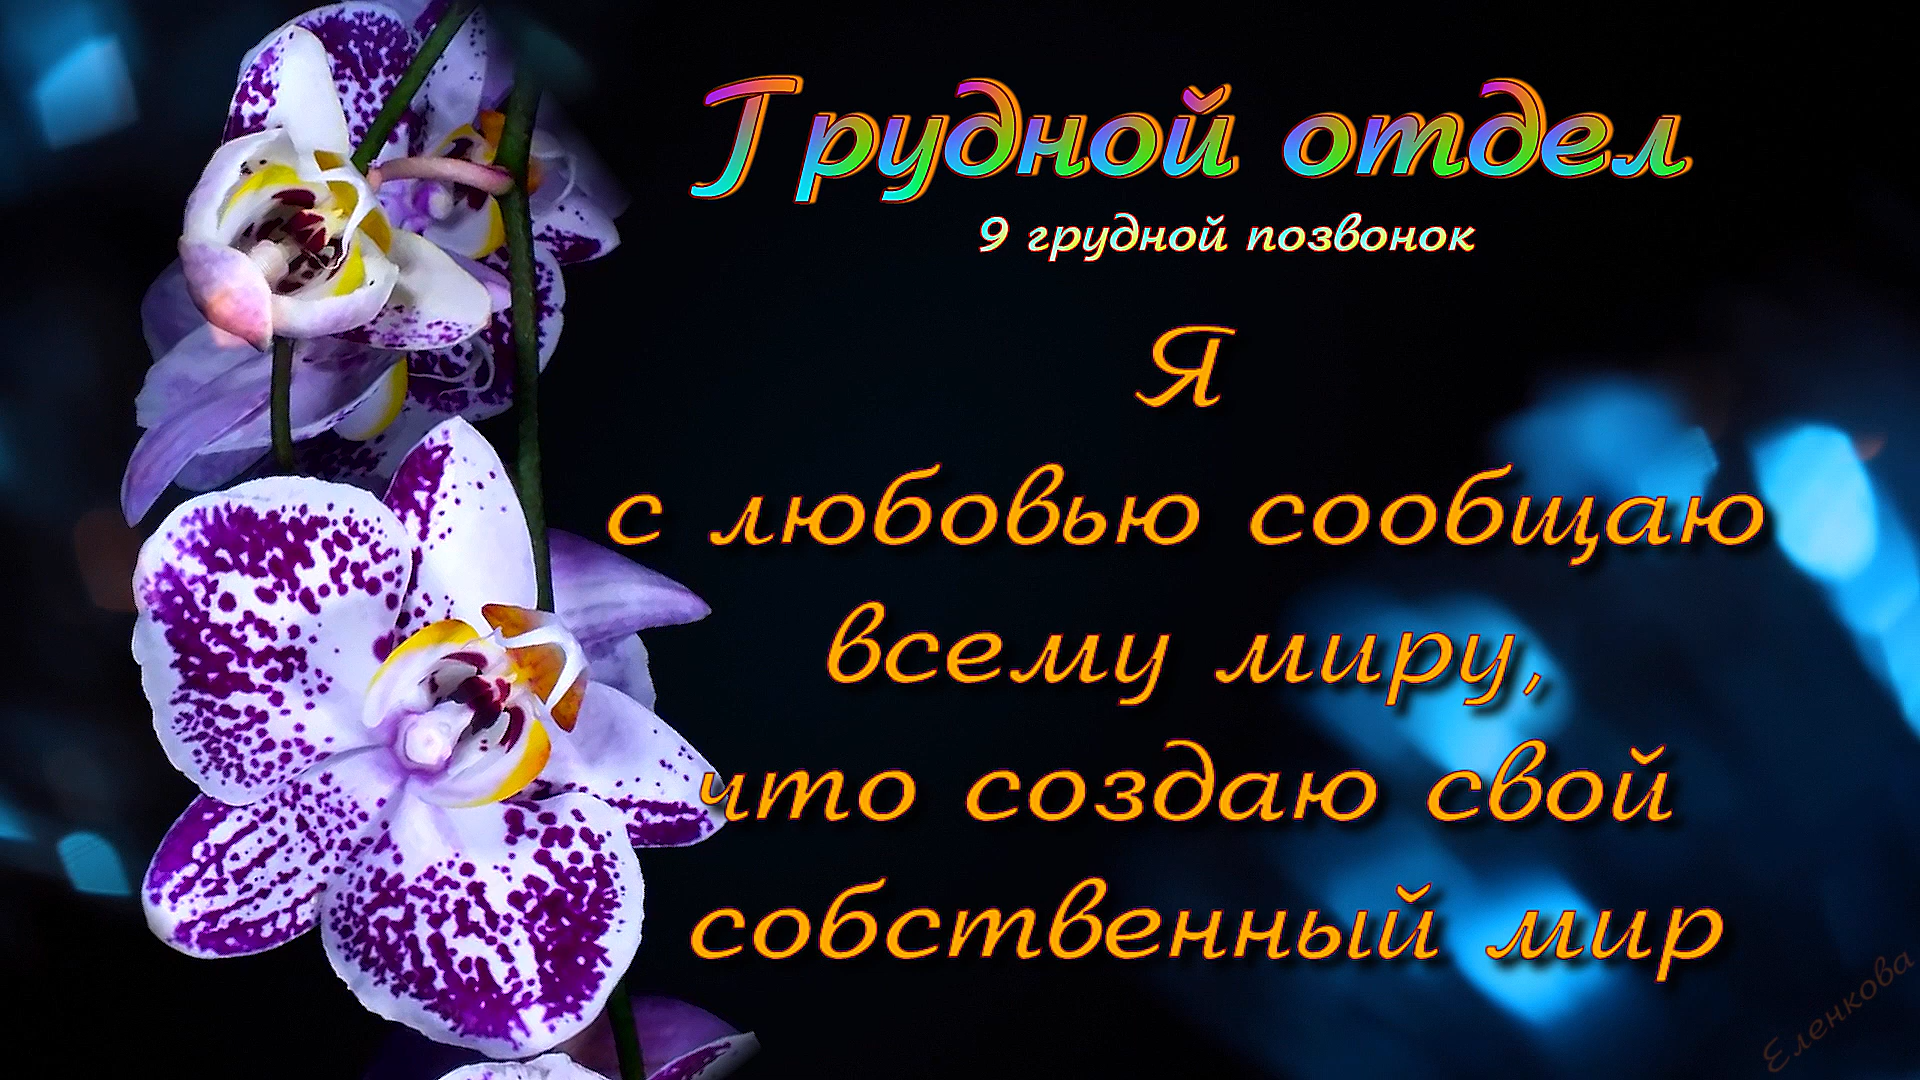 Грудной отдел
9 грудной позвонок
Я
с любовью сообщаю
всему миру,
что создаю свой
собственный мир
Еленкова